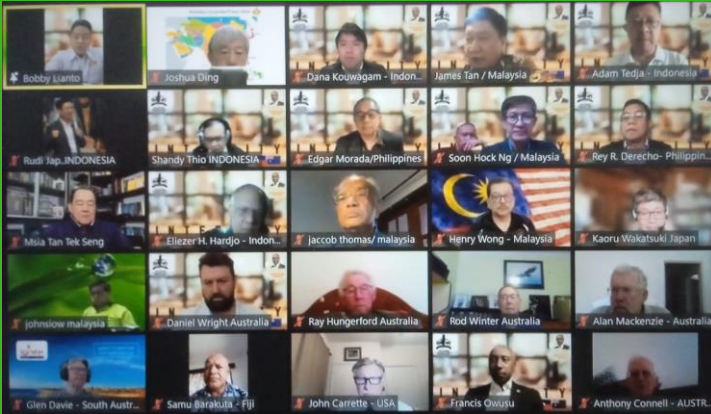 Bobby Lianto
Joshua Ding
Dana Kouwagam - Indon...
James Tan / Malaysia
Adam Tedja - Indonesia
Rudi Jap.INDONESIA
Shandy Thio INDONESIA
Edgar Morada/Philippines
Soon Hock Ng / Malaysia
Rey R. Derecho- Philippin...
Msia Tan Tek Seng
Eliezer H. Hardjo - Indon...
jaccob thomas/ malaysia
Henry Wong - Malaysia
Kaoru Wakatsuki Japan
johnsiow malaysia
Daniel Wright Australia
Ray Hungerford Australia
Rod Winter Australia
Alan Mackenzie - Australia
Glen Davie - South Austr...
Samu Barakuta - Fiji
John Carrette - USA
Francis Owusu
Anthony Connell - AUSTR...